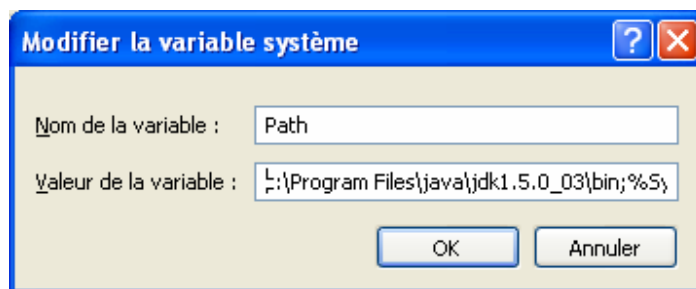 Modifier la variable système
Nom de la variable : Path
Valeur de la variable : :\Program Files\java\jdk1.5.0_03\bin;%Sy
OK Annuler